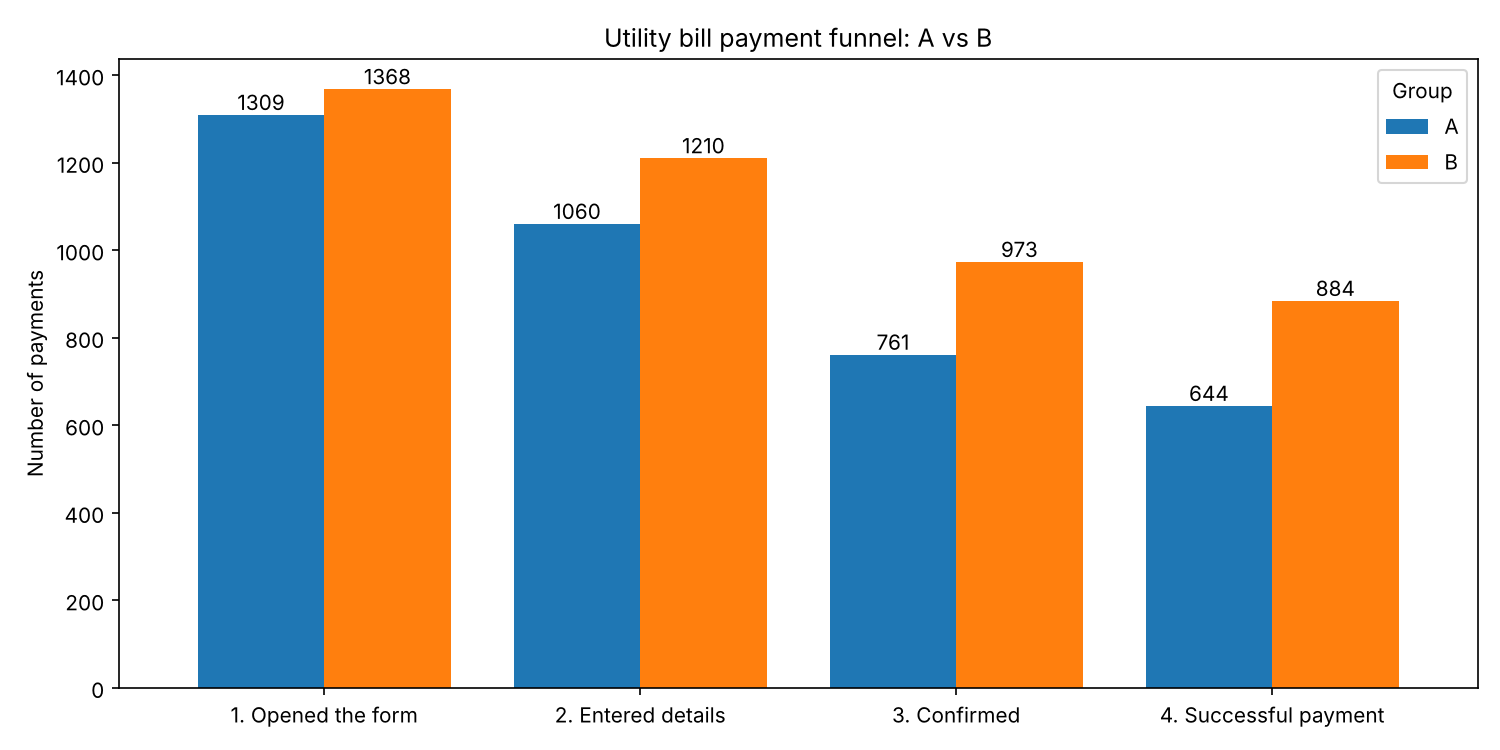 Utility bill payment funnel: A vs B
Number of payments
1400
1200
1000
800
600
400
200
0
1309
1368
1060
1210
761
973
644
884
1. Opened the form
2. Entered details
3. Confirmed
4. Successful payment
Group
A
B